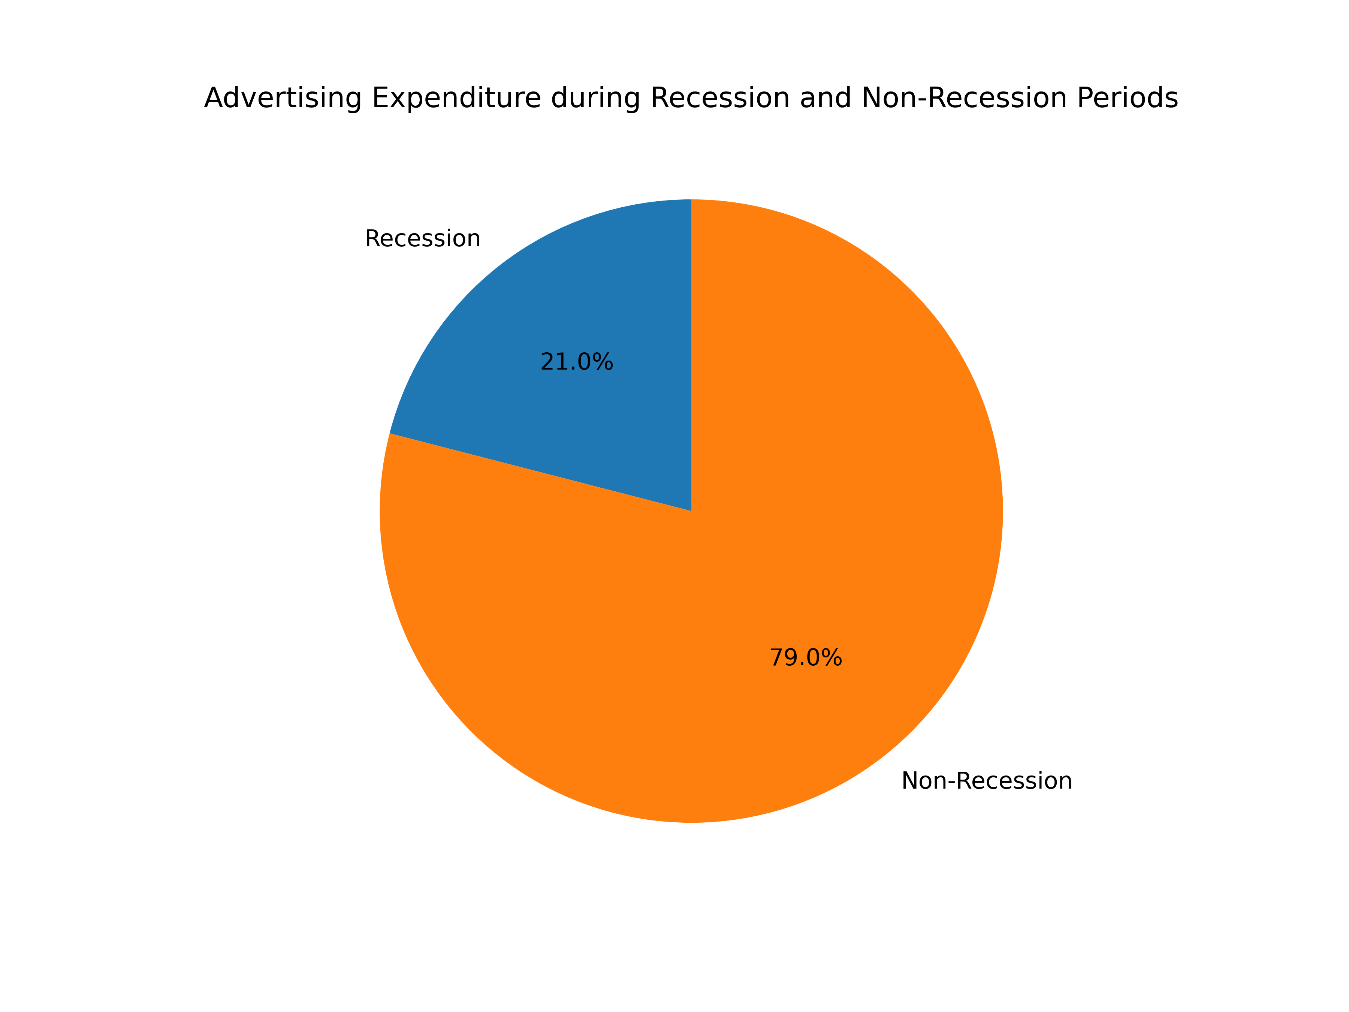 Advertising Expenditure during Recession and Non-Recession Periods
Recession
21.0%
79.0%
Non-Recession